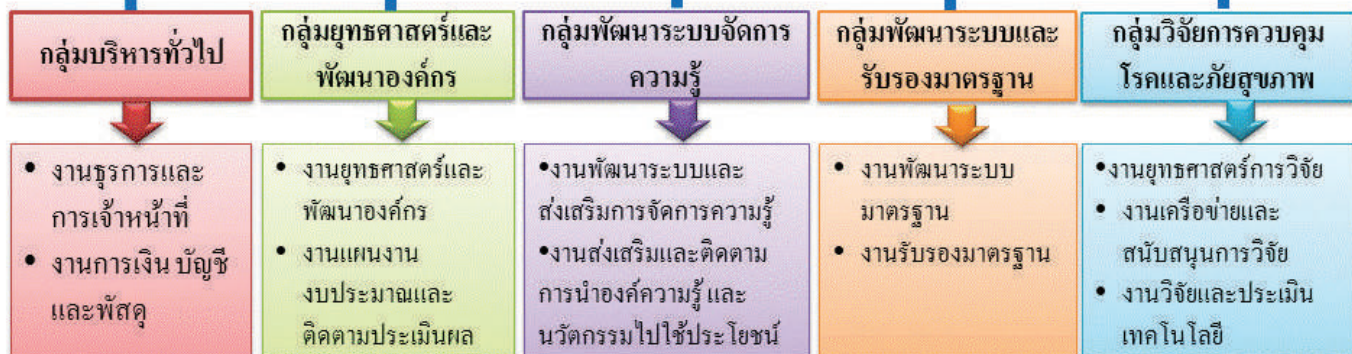 กลุ่มบริหารทั่วไป
กลุ่มยุทธศาสตร์และ
พัฒนาองค์กร
กลุ่มพัฒนาระบบจัดการ
ความรู้
กลุ่มพัฒนาระบบและ
รับรองมาตรฐาน
กลุ่มวิจัยการควบคุม
โรคและภัยสุขภาพ
• งานธุรการและ
การเจ้าหน้าที่
• งานการเงิน บัญชี
และพัสดุ
• งานยุทธศาสตร์และ
พัฒนาองค์กร
• งานแผนงาน
งบประมาณและ
ติดตามประเมินผล
•งานพัฒนาระบบและ
ส่งเสริมการจัดการความรู้
•งานส่งเสริมและติดตาม
การนำองค์ความรู้ และ
นวัตกรรมไปใช้ประโยชน์
• งานพัฒนาระบบ
มาตรฐาน
• งานรับรองมาตรฐาน
•งานยุทธศาสตร์การวิจัย
• งานเครือข่ายและ
สนับสนุนการวิจัย
• งานวิจัยและประเมิน
เทคโนโลยี